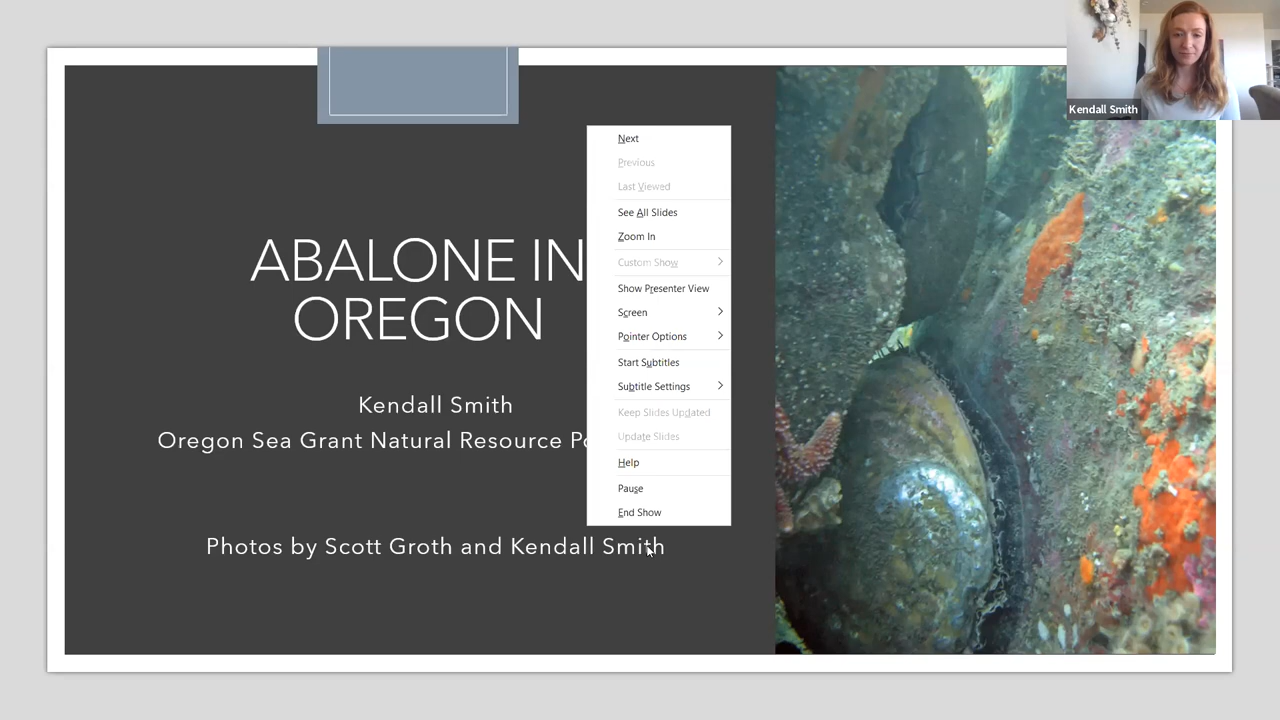 Kendall Smith
ABALONE IN
OREGON
Kendall Smith
Oregon Sea Grant Natural Resource
Photos by Scott Groth and Kendall Smith
Next
Previous
Last Viewed
See All Slides
Zoom In
Custom Show
Show Presenter View
Screen
Pointer Options
Start Subtitles
Subtitle Settings
Keep Slides Updated
Update Slides
Help
Pause
End Show